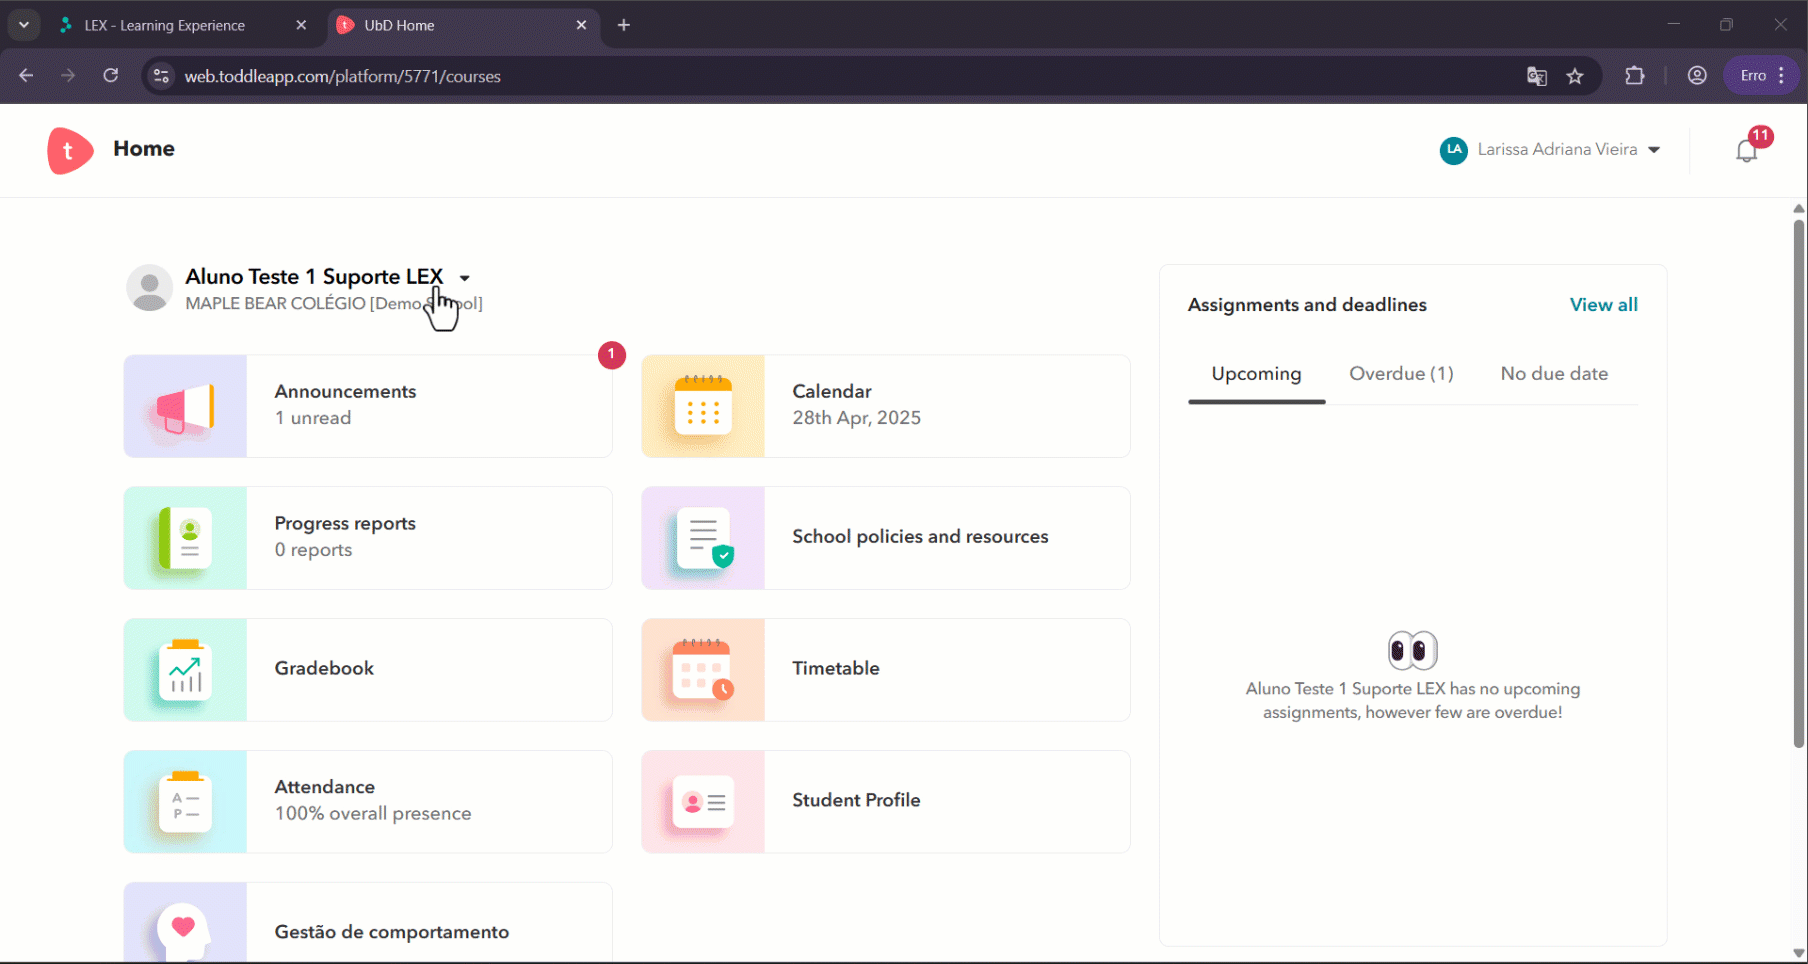 LEX - Learning Experience
UbD Home
web.toddleapp.com/platform/5771/courses
Erro
t
Home
LA
Larissa Adriana Vieira
11
Aluno Teste 1 Suporte LEX
MAPLE BEAR COLÉGIO [Demo
Announcements
1 unread
1
Calendar
28th Apr, 2025
Progress reports
0 reports
School policies and resources
Gradebook
Timetable
A
P
Attendance
100% overall presence
Student Profile
Gestão de comportamento
Assignments and deadlines
View all
Upcoming
Overdue (1)
No due date
Aluno Teste 1 Suporte LEX has no upcoming
assignments, however few are overdue!